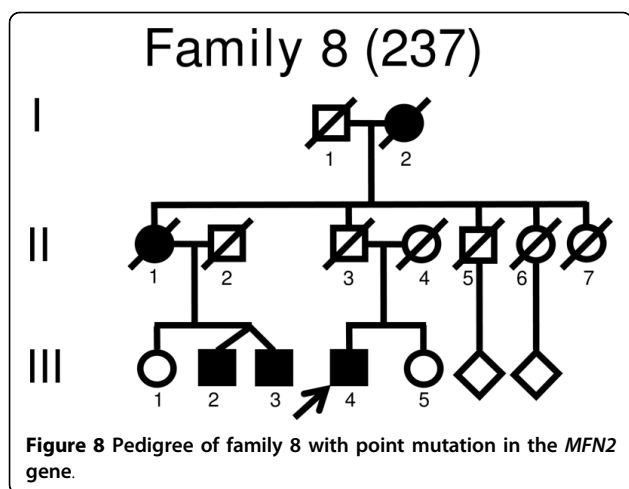 Family 8 (237)
I
1 2
II
1 2 3 4 5 6 7
III
1 2 3 4 5
Figure 8 Pedigree of family 8 with point mutation in the MFN2
gene.